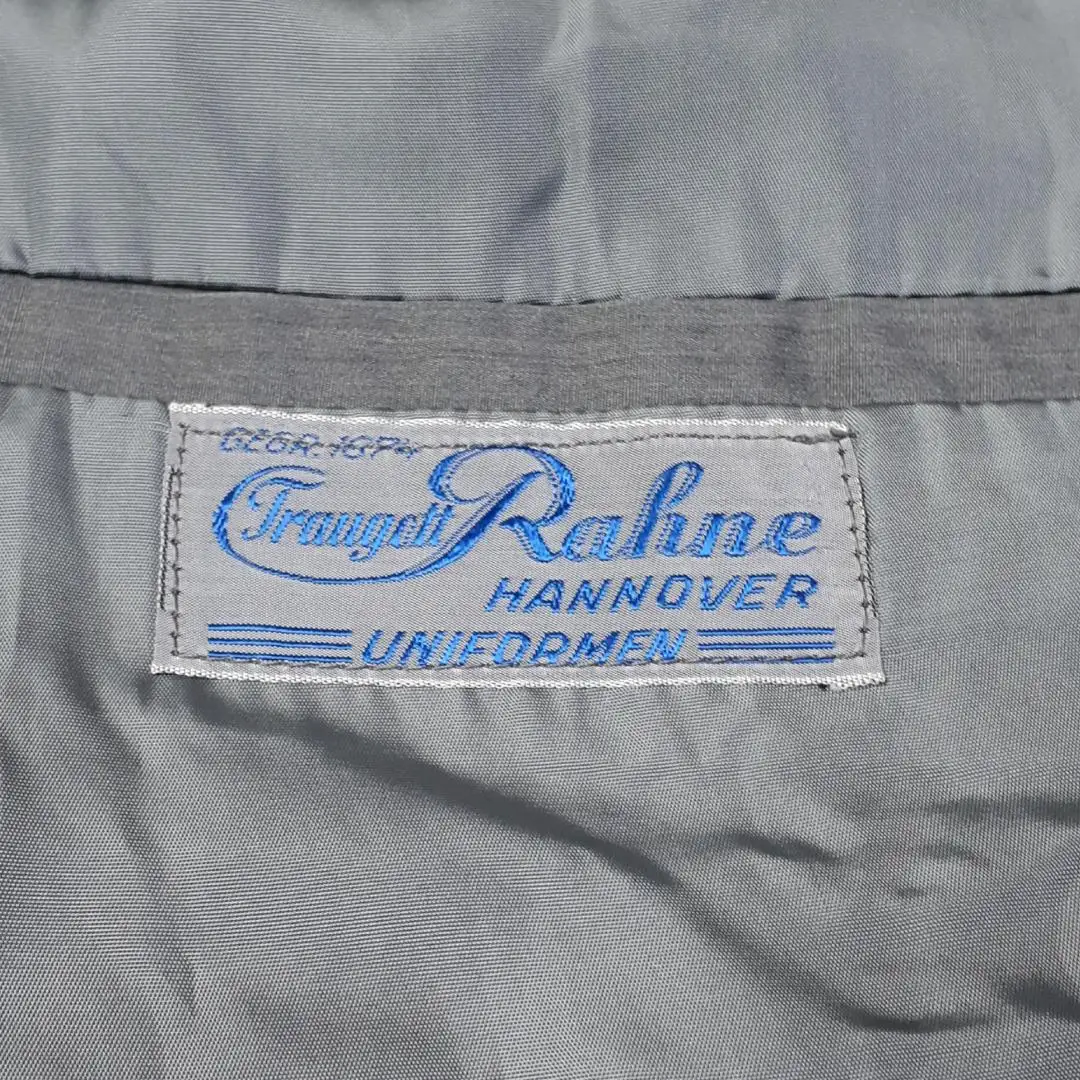 GEGR. 1874
Traugott Rahne
HANNOVER
UNIFORMEN